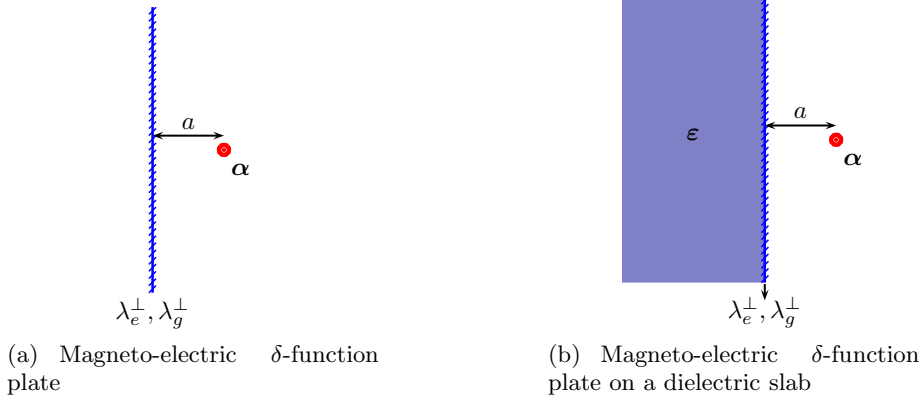 a
α
λ_e^⊥, λ_g^⊥
(a) Magneto-electric δ-function
plate
ε
a
α
λ_e^⊥, λ_g^⊥
(b) Magneto-electric δ-function
plate on a dielectric slab